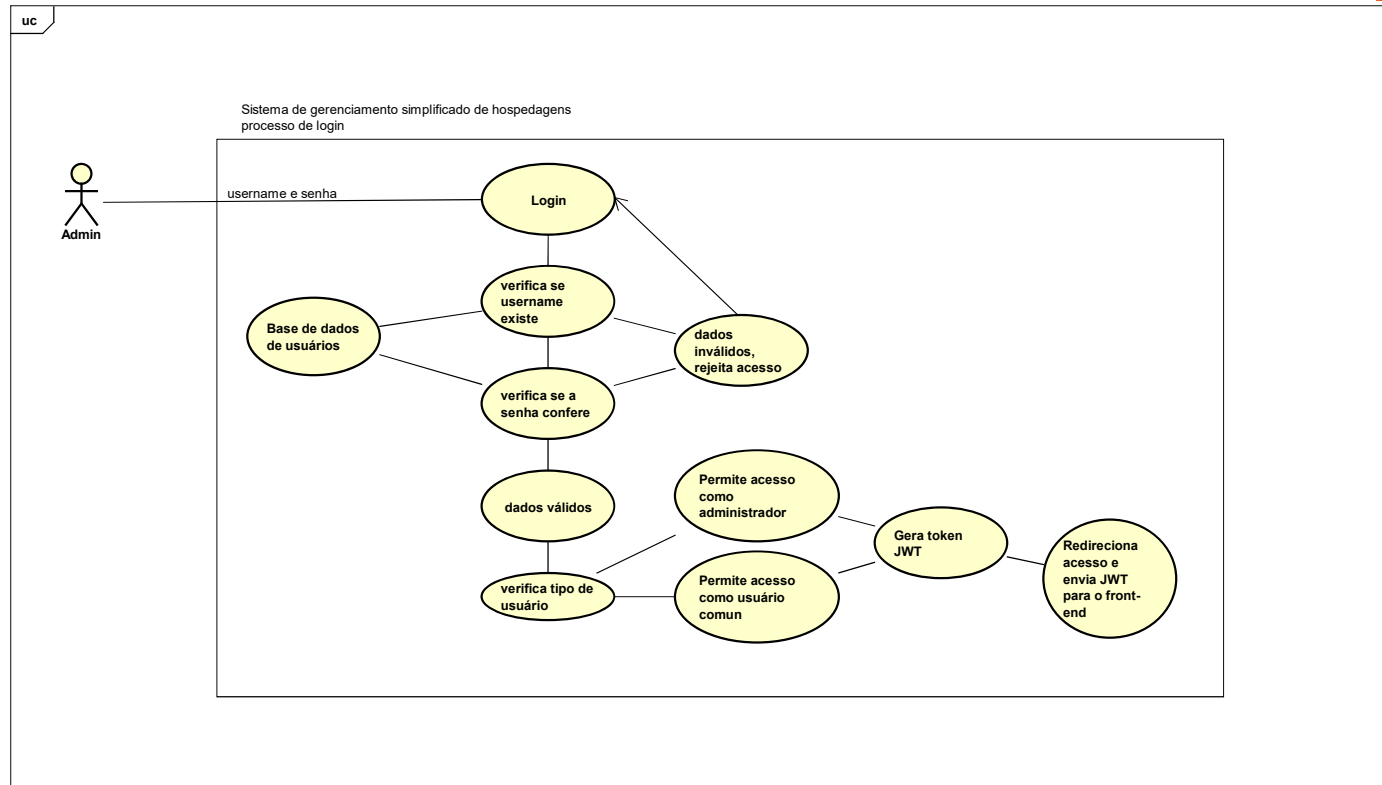 uc
Sistema de gerenciamento simplificado de hospedagens
processo de login
username e senha
Admin
Login
verifica se
username
existe
Base de dados
de usuários
dados
inválidos,
rejeita acesso
verifica se a
senha confere
dados válidos
verifica tipo de
usuário
Permite acesso
como
administrador
Permite acesso
como usuário
comun
Gera token
JWT
Redireciona
acesso e
envia JWT
para o front-
end